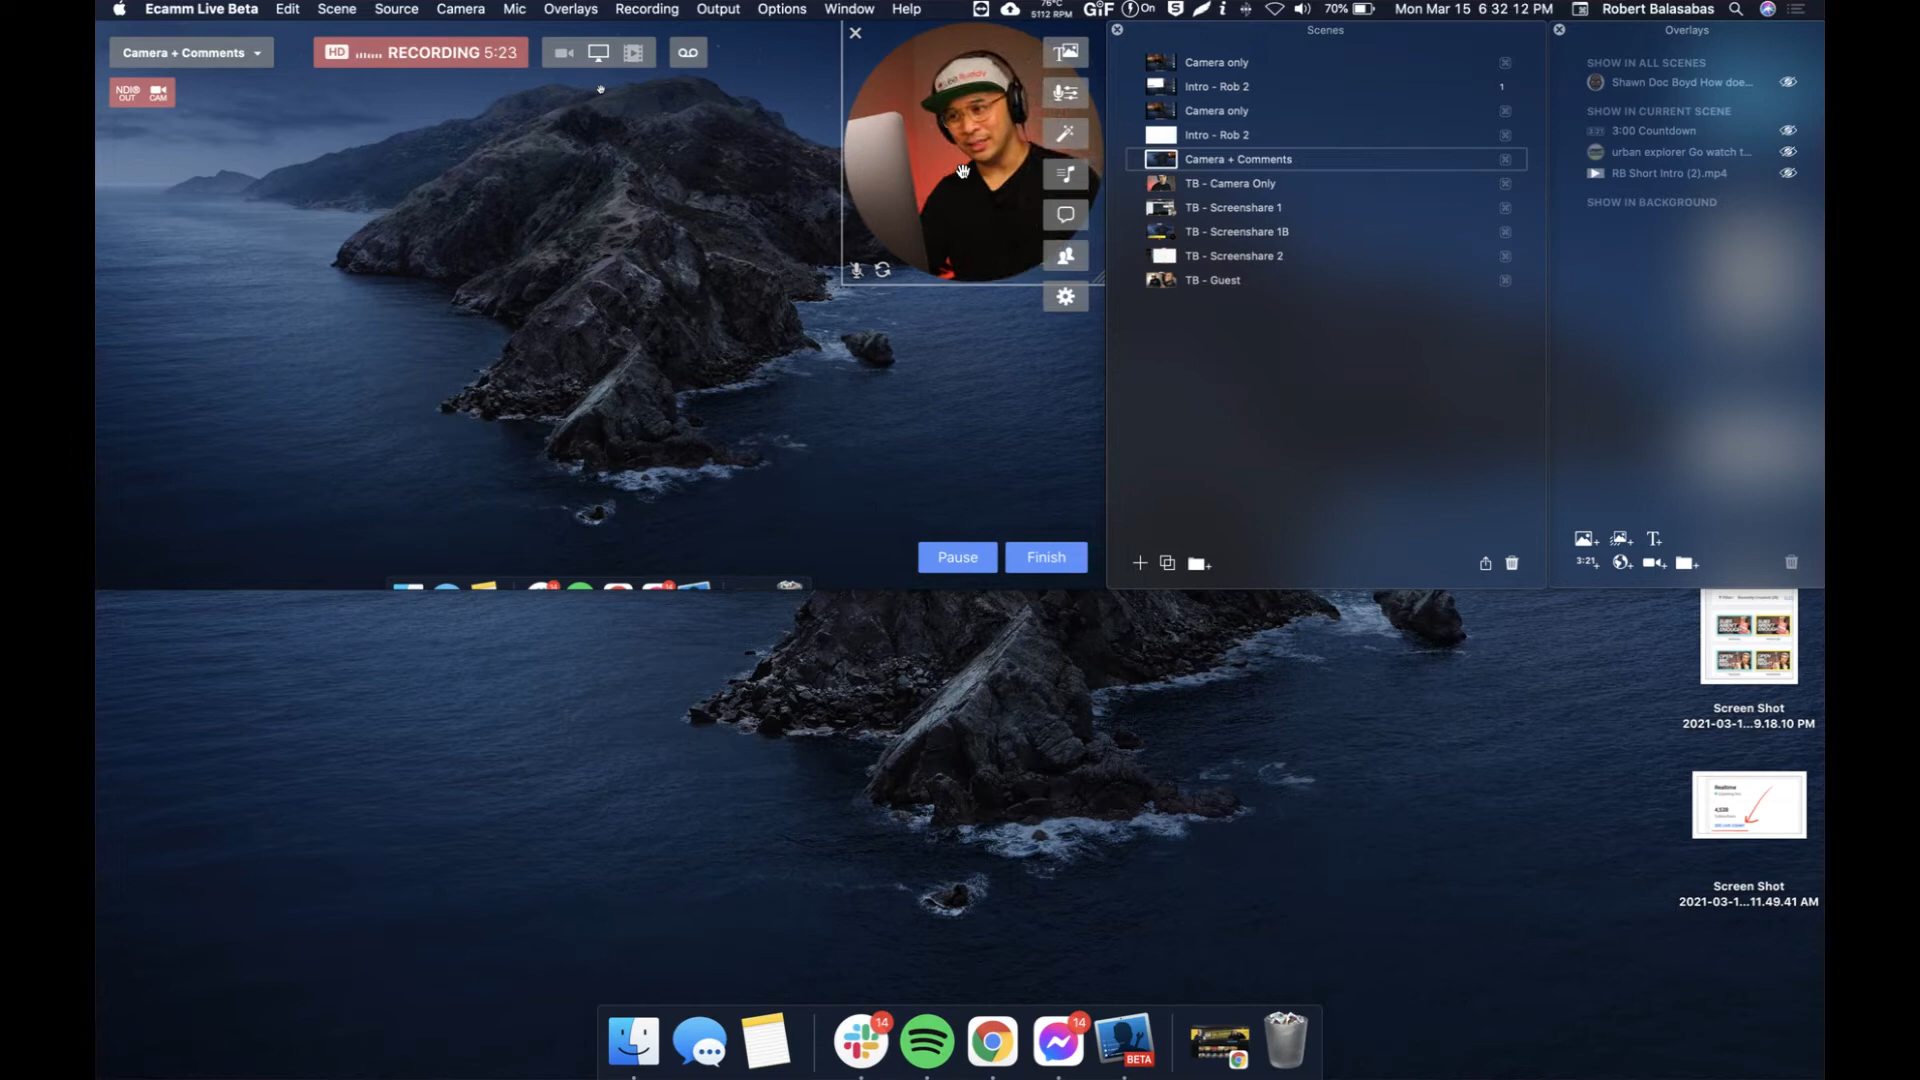 Ecamm Live Beta Edit Scene Source Camera Mic Overlays Recording Output Options Window Help
76°C
5112 RPM
GIF
On
70%
Mon Mar 15 6 32 12 PM
Robert Balasabas
Camera + Comments
HD RECORDING 5:23
NDI® OUT
CAM
Pause
Finish
Scenes
Camera only
Intro - Rob 2
1
Camera only
Intro - Rob 2
Camera + Comments
TB - Camera Only
TB - Screenshare 1
TB - Screenshare 1B
TB - Screenshare 2
TB - Guest
Overlays
SHOW IN ALL SCENES
Shawn Doc Boyd How doe...
SHOW IN CURRENT SCENE
3:00 Countdown
urban explorer Go watch t...
RB Short Intro (2).mp4
SHOW IN BACKGROUND
3:21
Screen Shot
2021-03-1...9.18.10 PM
Realtime
Screen Shot
2021-03-1...11.49.41 AM
14
14
BETA